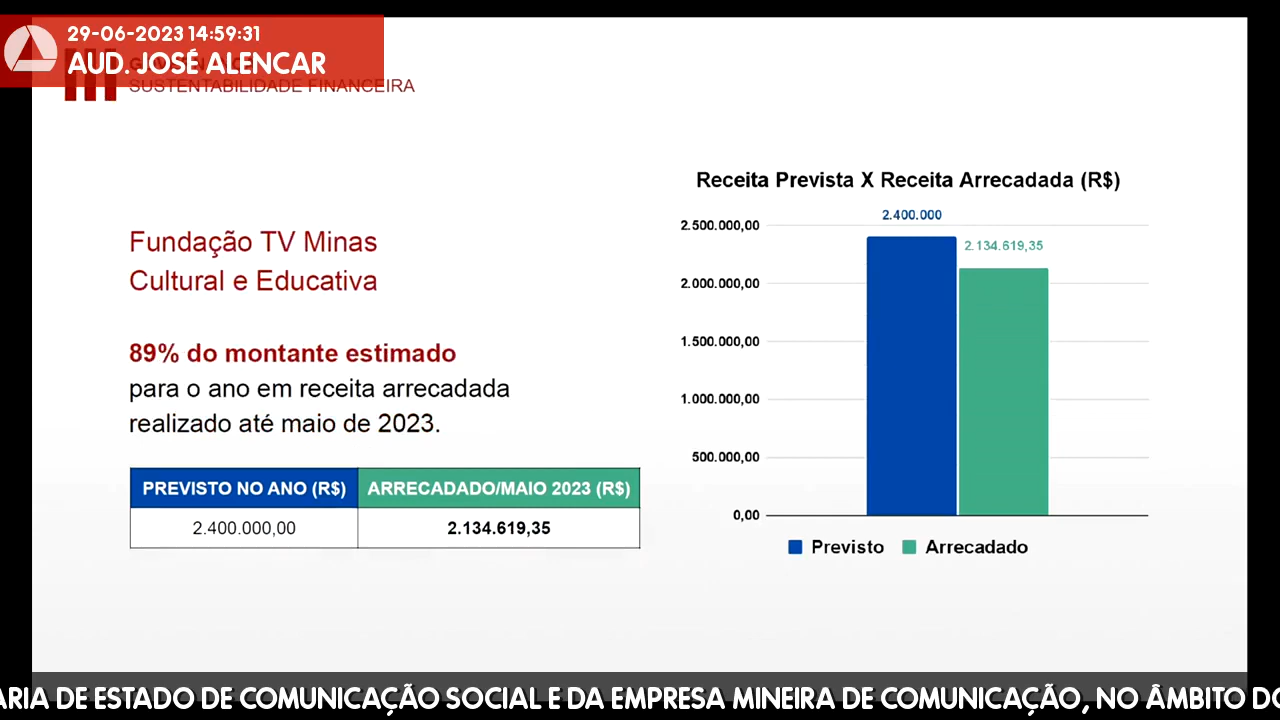 29-06-2023 14:59:31
AUD. JOSÉ ALENCAR
SUSTENTABILIDADE FINANCEIRA
Fundação TV Minas
Cultural e Educativa
89% do montante estimado
para o ano em receita arrecadada
realizado até maio de 2023.
PREVISTO NO ANO (R$) ARRECADADO/MAIO 2023 (R$)
2.400.000,00 2.134.619,35
Receita Prevista X Receita Arrecadada (R$)
2.400.000
2.134.619,35
2.500.000,00
2.000.000,00
1.500.000,00
1.000.000,00
500.000,00
0,00
Previsto Arrecadado
ARIA DE ESTADO DE COMUNICAÇÃO SOCIAL E DA EMPRESA MINEIRA DE COMUNICAÇÃO, NO ÂMBITO DO